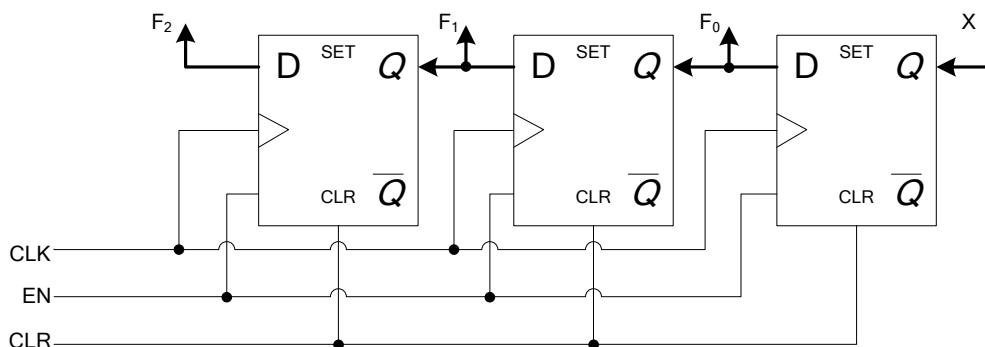 F2 F1 F0 X
D SET Q D SET Q D SET Q
CLR Q CLR Q CLR Q
CLK
EN
CLR